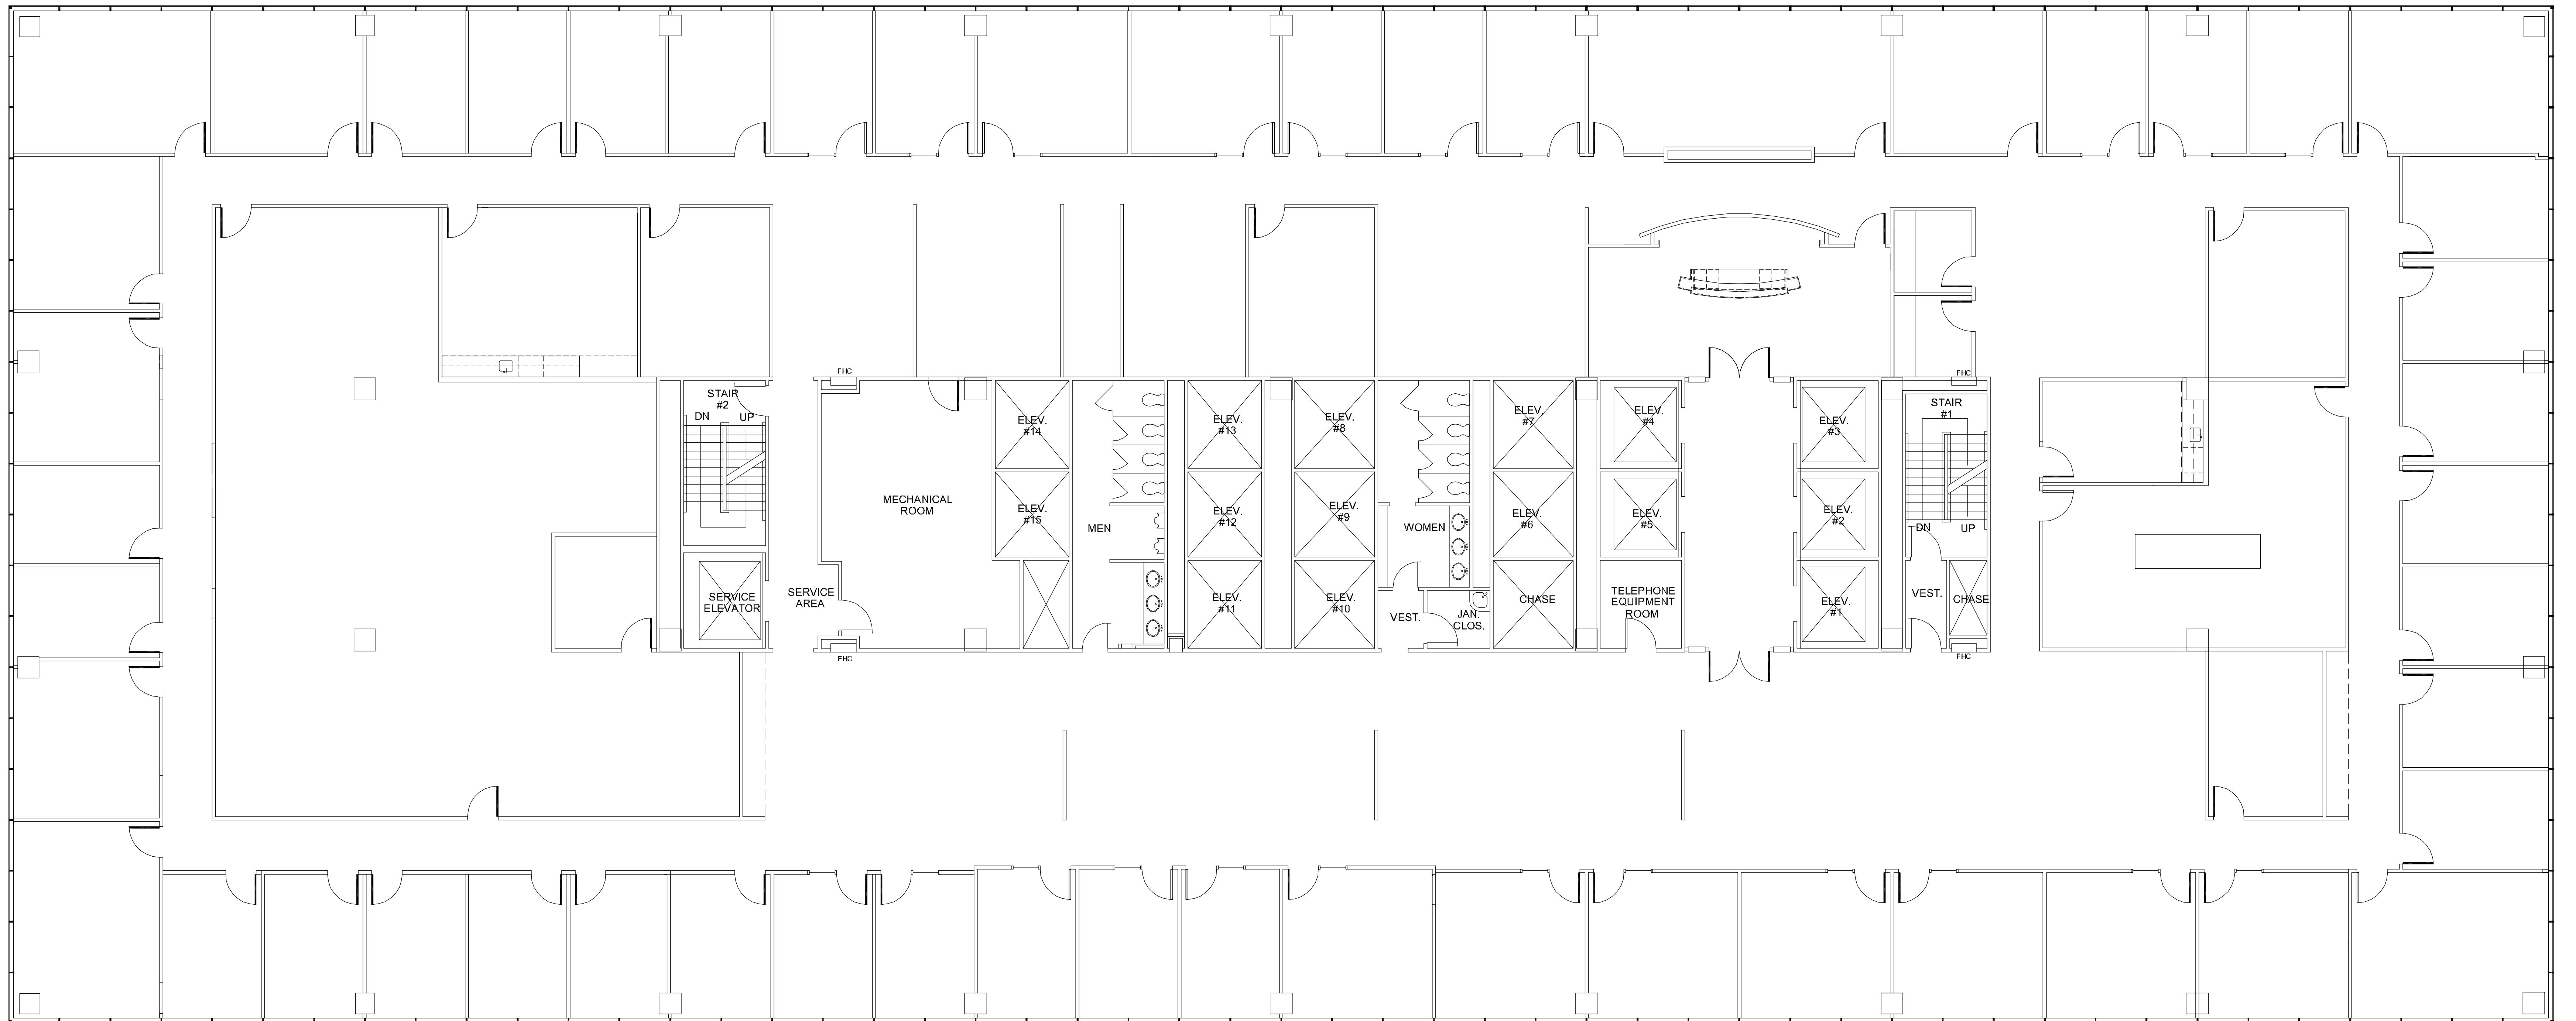 FHC
FHC
STAIR
#2
DN
UP
STAIR
#1
DN
UP
ELEV.
#14
ELEV.
#13
ELEV.
#8
ELEV.
#7
ELEV.
#4
ELEV.
#3
MECHANICAL
ROOM
ELEV.
#15
MEN
ELEV.
#12
ELEV.
#9
WOMEN
ELEV.
#6
ELEV.
#5
ELEV.
#2
SERVICE
ELEVATOR
SERVICE
AREA
ELEV.
#11
ELEV.
#10
VEST.
JAN.
CLOS.
CHASE
TELEPHONE
EQUIPMENT
ROOM
ELEV.
#1
VEST.
CHASE
FHC
FHC